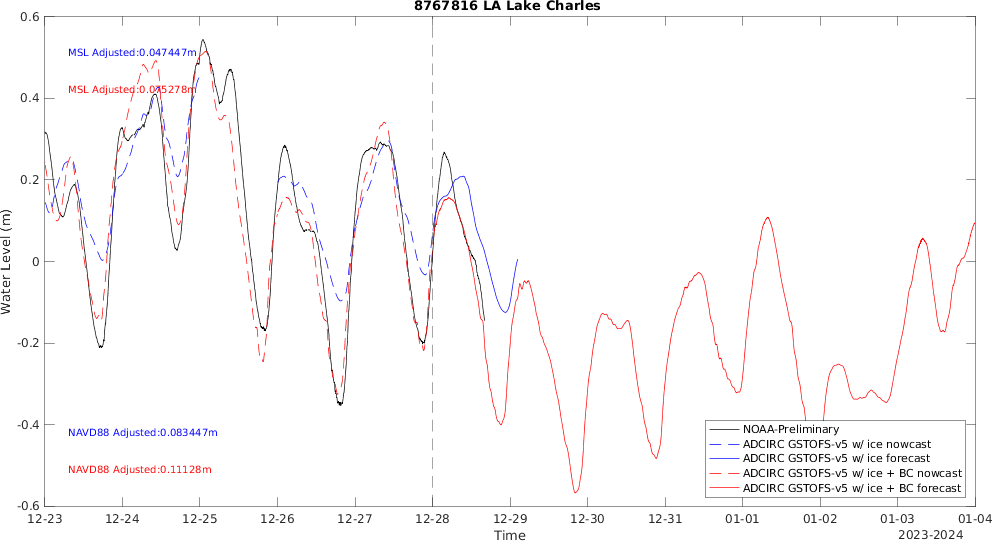 8767816 LA Lake Charles
0.6
0.4
0.2
0
-0.2
-0.4
-0.6
Water Level (m)
MSL Adjusted:0.047447m
MSL Adjusted:0.075278m
NAVD88 Adjusted:0.083447m
NAVD88 Adjusted:0.11128m
NOAA-Preliminary
ADCIRC GSTOFS-v5 w/ ice nowcast
ADCIRC GSTOFS-v5 w/ ice forecast
ADCIRC GSTOFS-v5 w/ ice + BC nowcast
ADCIRC GSTOFS-v5 w/ ice + BC forecast
12-23 12-24 12-25 12-26 12-27 12-28 12-29 12-30 12-31 01-01 01-02 01-03 01-04
Time
2023-2024